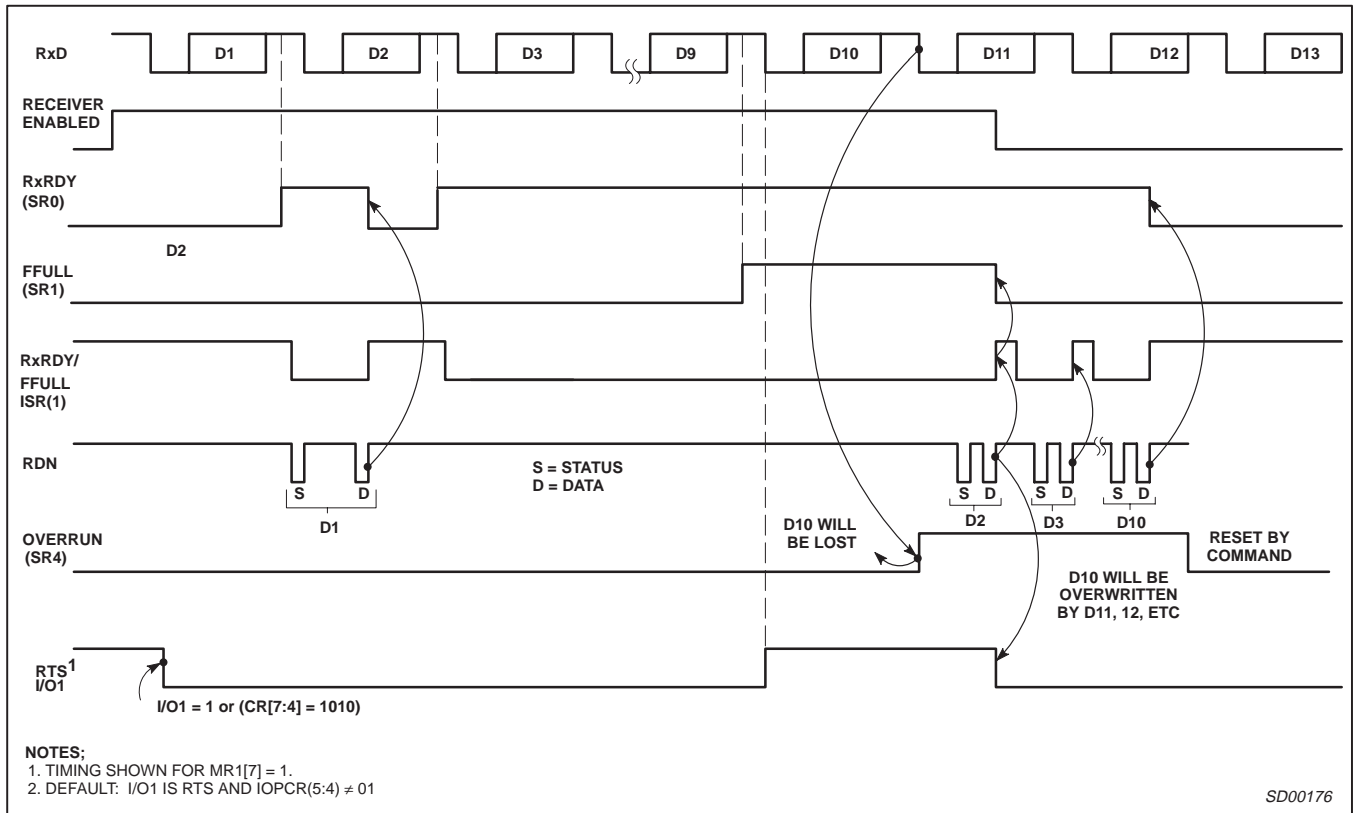 RxD
D1 D2 D3 D9 D10 D11 D12 D13
RECEIVER
ENABLED
RxRDY
(SR0)
D2
FFULL
(SR1)
RxRDY/
FFULL
ISR(1)
RDN
S D
D1
S = STATUS
D = DATA
S D S D S D
D2 D3 D10
OVERRUN
(SR4)
D10 WILL
BE LOST
RESET BY
COMMAND
D10 WILL BE
OVERWRITTEN
BY D11, 12, ETC
RTS1
I/O1
I/O1 = 1 or (CR[7:4] = 1010)
NOTES;
1. TIMING SHOWN FOR MR1[7] = 1.
2. DEFAULT: I/O1 IS RTS AND IOPCR(5:4) ≠ 01
SD00176